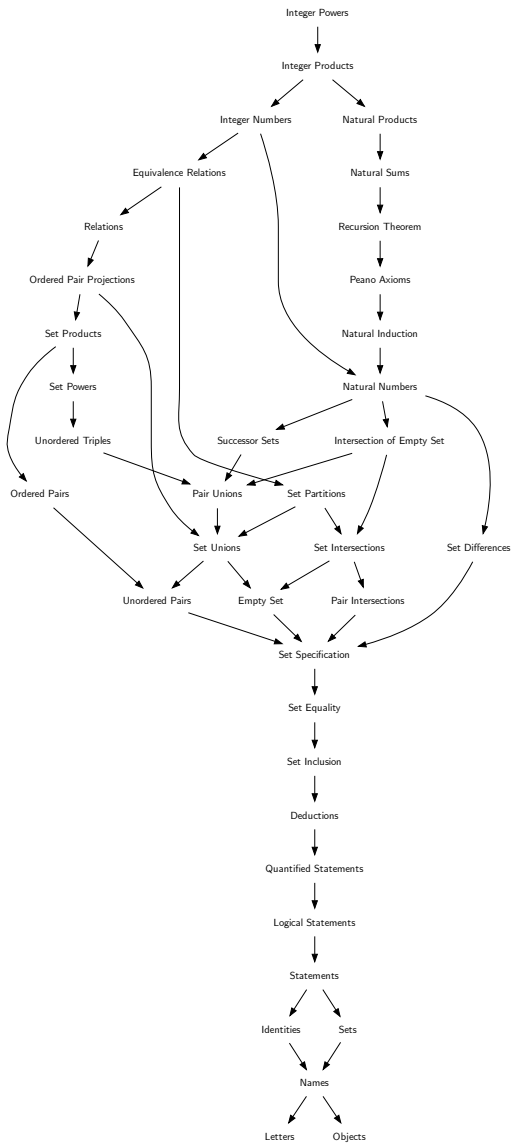 Integer Powers
Integer Products
Integer Numbers
Natural Products
Equivalence Relations
Natural Sums
Relations
Recursion Theorem
Ordered Pair Projections
Peano Axioms
Set Products
Natural Induction
Set Powers
Natural Numbers
Unordered Triples
Successor Sets
Intersection of Empty Set
Ordered Pairs
Pair Unions
Set Partitions
Set Unions
Set Intersections
Set Differences
Unordered Pairs
Empty Set
Pair Intersections
Set Specification
Set Equality
Set Inclusion
Deductions
Quantified Statements
Logical Statements
Statements
Identities
Sets
Names
Letters
Objects